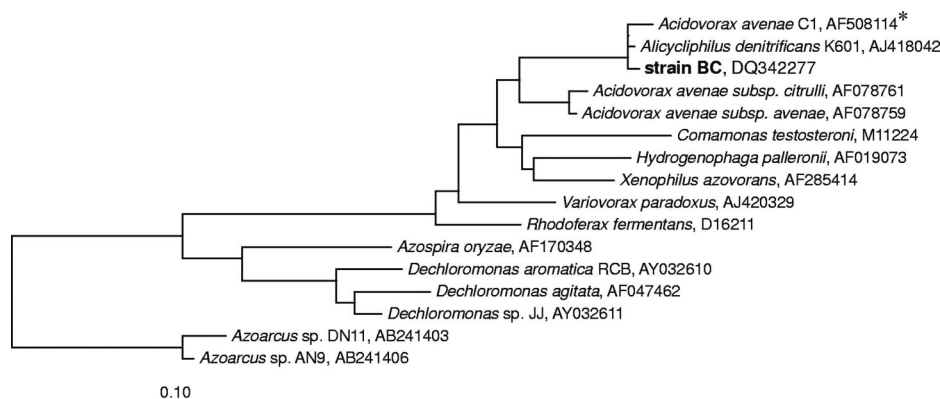 Acidovorax avenae C1, AF508114*
Alicycliphilus denitrificans K601, AJ418042
strain BC, DQ342277
Acidovorax avenae subsp. citrulli, AF078761
Acidovorax avenae subsp. avenae, AF078759
Comamonas testosteroni, M11224
Hydrogenophaga palleronii, AF019073
Xenophilus azovorans, AF285414
Variovorax paradoxus, AJ420329
Rhodoferax fermentans, D16211
Azospira oryzae, AF170348
Dechloromonas aromatica RCB, AY032610
Dechloromonas agitata, AF047462
Dechloromonas sp. JJ, AY032611
Azoarcus sp. DN11, AB241403
Azoarcus sp. AN9, AB241406
0.10